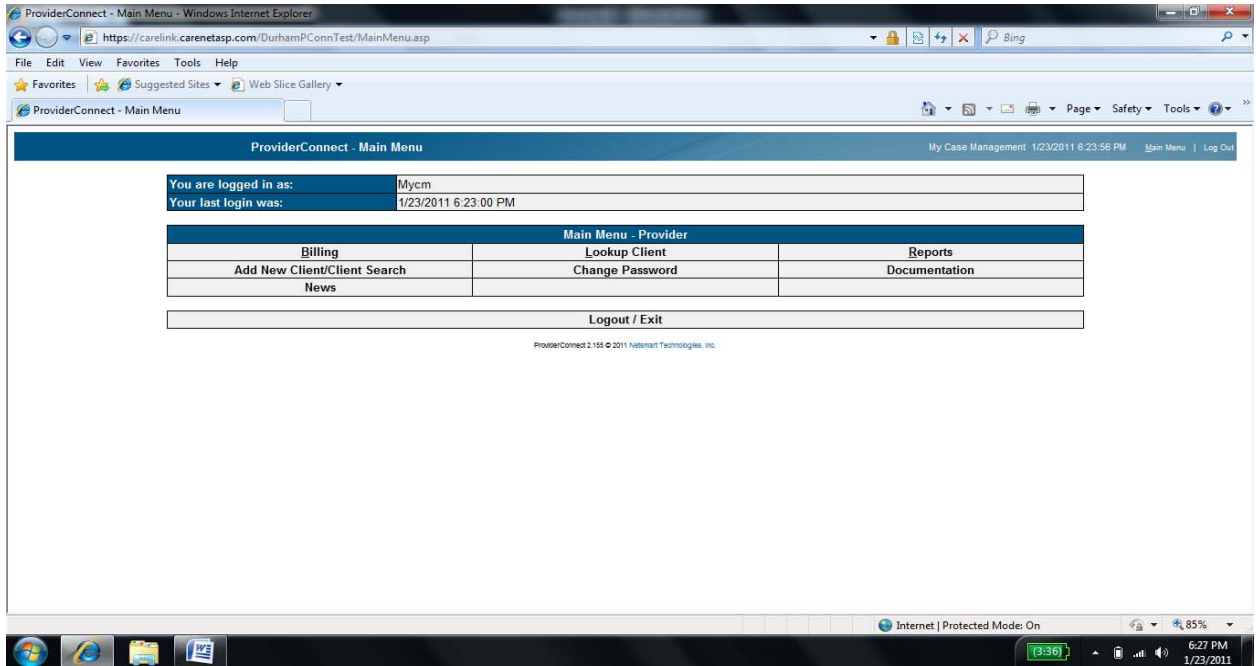 ProviderConnect - Main Menu - Windows Internet Explorer
https://carelink.carenetasp.com/DurhamPConnTest/MainMenu.asp
Bing
File Edit View Favorites Tools Help
Favorites Suggested Sites Web Slice Gallery
ProviderConnect - Main Menu
Page Safety Tools
ProviderConnect - Main Menu My Case Management 1/23/2011 6:23:56 PM Main Menu | Log Out
You are logged in as: Mycm
Your last login was: 1/23/2011 6:23:00 PM
Main Menu - Provider
Billing Lookup Client Reports
Add New Client/Client Search Change Password Documentation
News
Logout / Exit
ProviderConnect 2.155 © 2011 Netsmart Technologies, Inc.
Internet | Protected Mode: On 85%
(3:36) 6:27 PM
1/23/2011